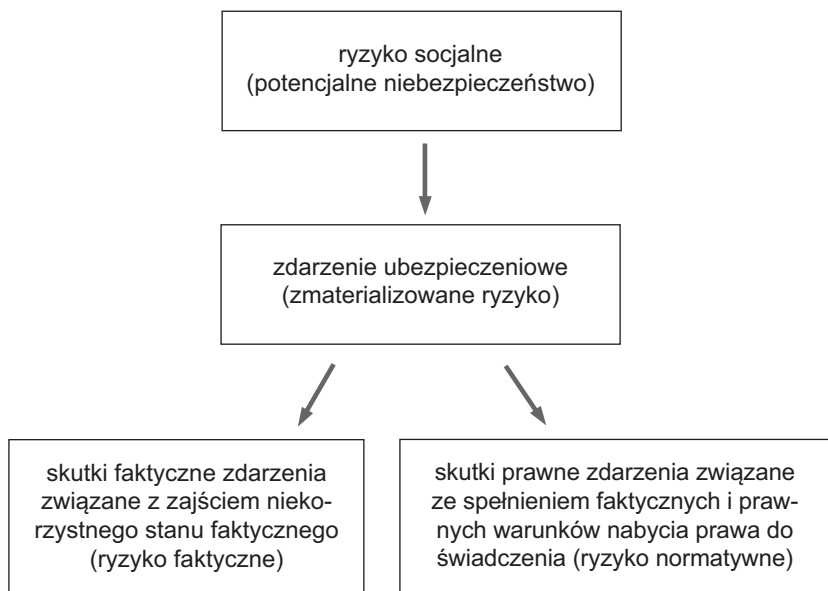 ryzyko socjalne
(potencjalne niebezpieczeństwo)
zdarzenie ubezpieczeniowe
(zmaterializowane ryzyko)
skutki faktyczne zdarzenia
związane z zajściem nieko-
rzystnego stanu faktycznego
(ryzyko faktyczne)
skutki prawne zdarzenia związane
ze spełnieniem faktycznych i praw-
nych warunków nabycia prawa do
świadczenia (ryzyko normatywne)